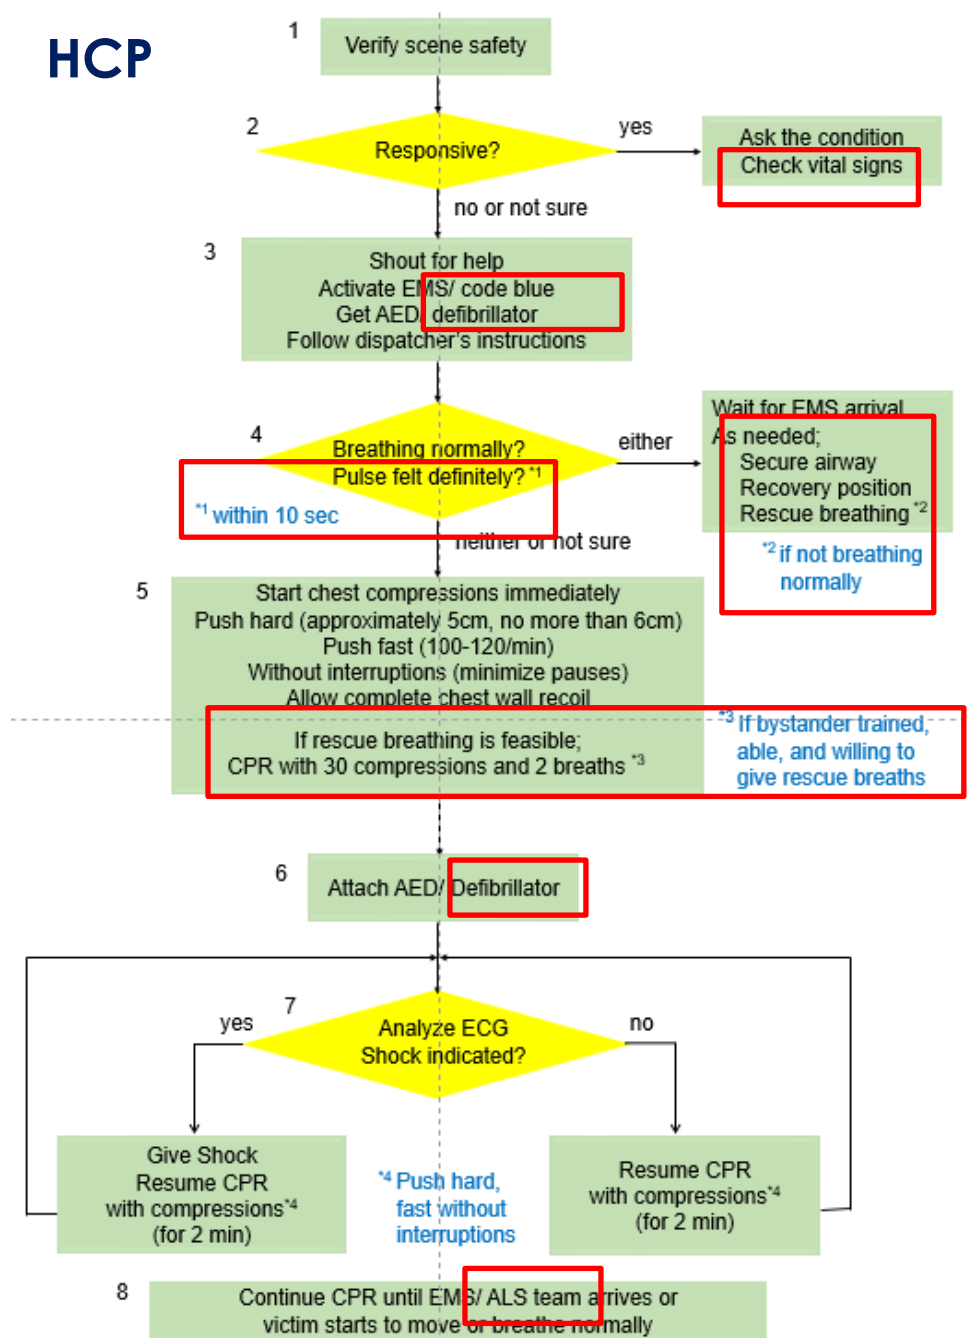 HCP
1
Verify scene safety
2
Responsive?
yes
Ask the condition
Check vital signs
no or not sure
3
Shout for help
Activate EMS/ code blue
Get AED/ defibrillator
Follow dispatcher's instructions
4
Breathing normally?
Pulse felt definitely? *1
*1 within 10 sec
either
Wait for EMS arrival
As needed;
Secure airway
Recovery position
Rescue breathing *2
*2 if not breathing
normally
neither or not sure
5
Start chest compressions immediately
Push hard (approximately 5cm, no more than 6cm)
Push fast (100-120/min)
Without interruptions (minimize pauses)
Allow complete chest wall recoil
If rescue breathing is feasible;
CPR with 30 compressions and 2 breaths *3
*3 If bystander trained,
able, and willing to
give rescue breaths
6
Attach AED/ Defibrillator
7
Analyze ECG
Shock indicated?
yes
no
Give Shock
Resume CPR
with compressions*4
(for 2 min)
*4 Push hard,
fast without
interruptions
Resume CPR
with compressions*4
(for 2 min)
8
Continue CPR until EMS/ ALS team arrives or
victim starts to move or breathe normally